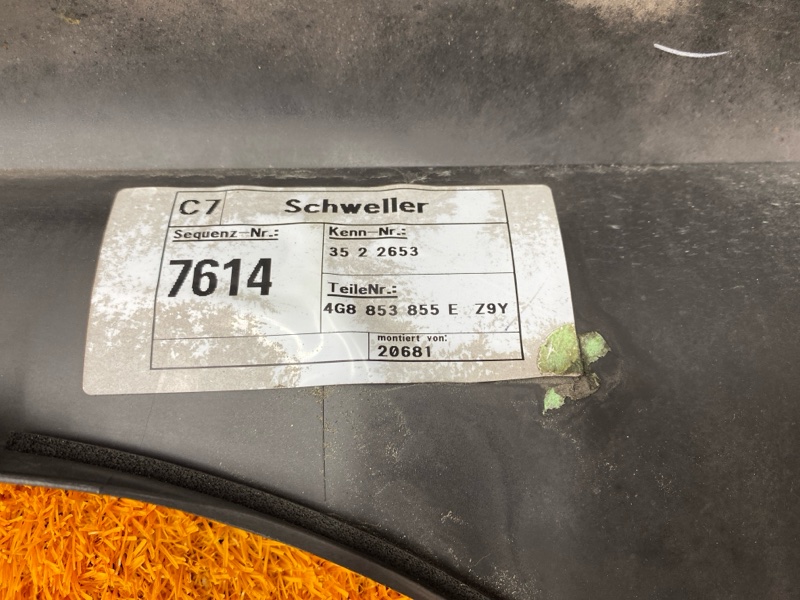 C7 Schweller
Sequenz-Nr.:
7614
Kenn-Nr.:
35 2 2653
TeileNr.:
4G8 853 855 E Z9Y
montiert von:
20681